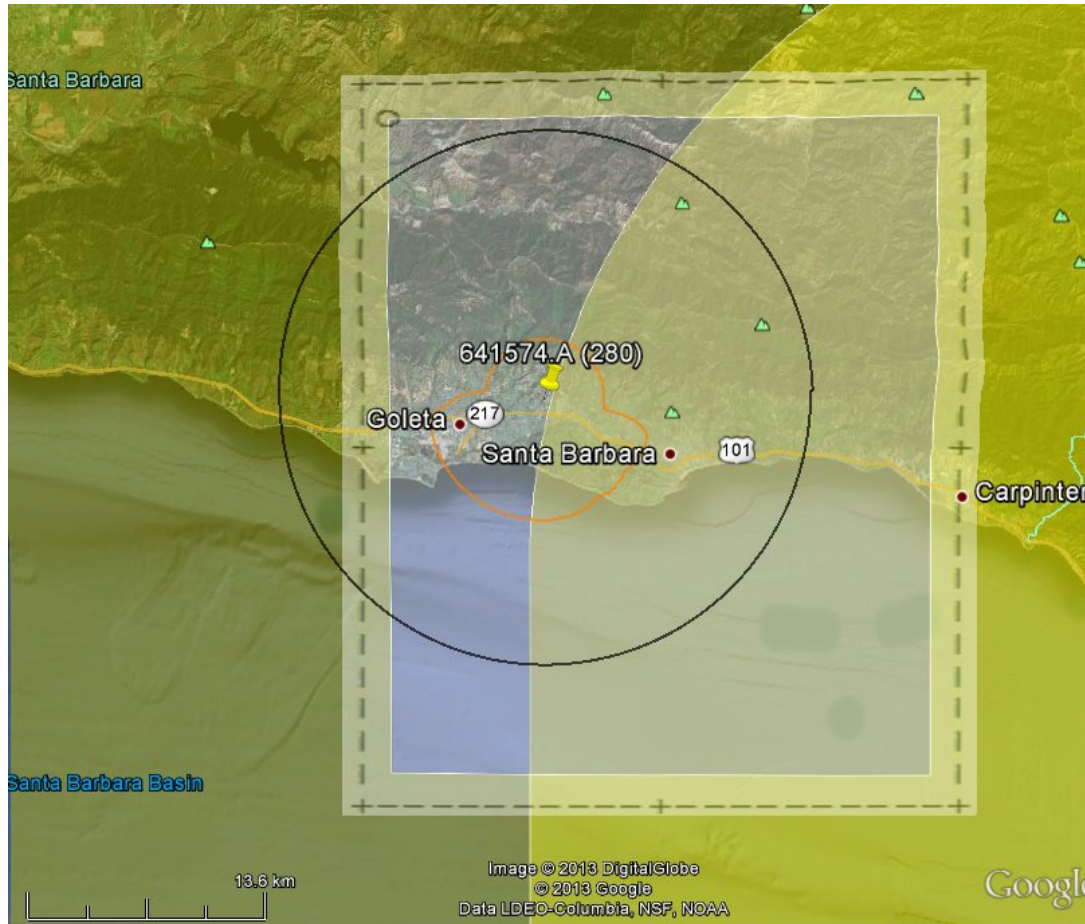 Santa Barbara
641574.A (280)
Goleta
217
Santa Barbara
101
Carpinter
Santa Barbara Basin
13.6 km
Image © 2013 DigitalGlobe
© 2013 Google
Data LDEO-Columbia, NSF, NOAA
Google